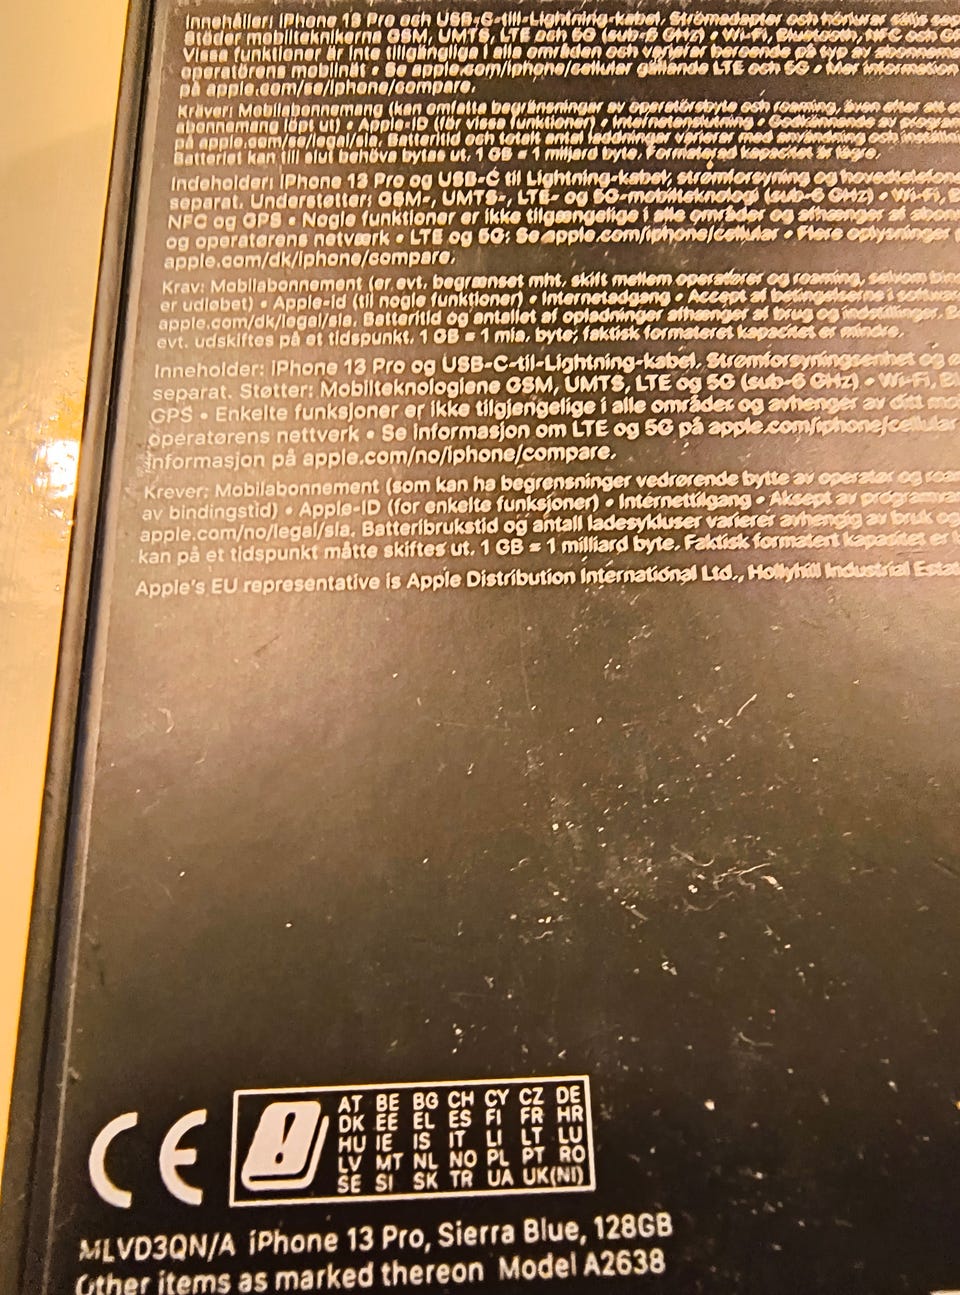 Innehåller: iPhone 13 Pro och USB-C-till-Lightning-kabel. Strömadapter och hörlurar säljs
Stöder mobilteknikerna GSM, UMTS, LTE och 5G (sub-6 GHz) • Wi-Fi, Bluetooth, NFC och
Vissa funktioner är inte tillgängliga i alla områden och varierar beroende på typ av
operatörens mobilnät • Se apple.com/iphone/cellular gällande LTE och 5G • Mer information
på apple.com/se/iphone/compare.
Kräver: Mobilabonnemang (kan omfatta begränsningar av operatörsbyte och roaming, även efter att
abonnemang löpt ut) • Apple-ID (för vissa funktioner) • Internetanslutning • Godkännande av
på apple.com/se/legal/sla. Batteritid och totalt antal laddningar varierar med användning och
Batteriet kan till slut behöva bytas ut. 1 GB = 1 miljard byte. Formaterad kapacitet är lägre.
Indeholder: iPhone 13 Pro og USB-C til Lightning-kabel; strømforsyning og
separat. Understøtter: GSM-, UMTS-, LTE- og 5G-mobilteknologi (sub-6 GHz) • Wi-Fi,
NFC og GPS • Nogle funktioner er ikke tilgængelige i alle områder og afhænger af
og operatørens netværk • LTE og 5G: Se apple.com/iphone/cellular • Flere oplysninger
apple.com/dk/iphone/compare.
Krav: Mobilabonnement (er evt. begrænset mht. skift mellem operatører og roaming, selvom
er udløbet) • Apple-id (til nogle funktioner) • Internetadgang • Accept af betingelserne i
apple.com/dk/legal/sla. Batteritid og antallet af opladninger afhænger af brug og indstillinger.
evt. udskiftes på et tidspunkt. 1 GB = 1 mia. byte; faktisk formateret kapacitet er mindre.
Inneholder: iPhone 13 Pro og USB-C-til-Lightning-kabel. Strømforsyningsenhet og
separat. Støtter: Mobilteknologiene GSM, UMTS, LTE og 5G (sub-6 GHz) • Wi-Fi,
GPS • Enkelte funksjoner er ikke tilgjengelige i alle områder og avhenger av ditt
operatørens nettverk • Se informasjon om LTE og 5G på apple.com/iphone/cellular
informasjon på apple.com/no/iphone/compare.
Krever: Mobilabonnement (som kan ha begrensninger vedrørende bytte av operatør og
av bindingstid) • Apple-ID (for enkelte funksjoner) • Internettilgang • Aksept av
apple.com/no/legal/sla. Batteribrukstid og antall ladesykluser varierer avhengig av bruk og
kan på et tidspunkt måtte skiftes ut. 1 GB = 1 milliard byte. Faktisk formatert kapasitet er
Apple's EU representative is Apple Distribution International Ltd., Hollyhill Industrial
CE
AT BE BG CH CY CZ DE
DK EE EL ES FI FR HR
HU IE IS IT LI LT LU
LV MT NL NO PL PT RO
SE SI SK TR UA UK(NI)
MLVD3QN/A iPhone 13 Pro, Sierra Blue, 128GB
Other items as marked thereon Model A2638